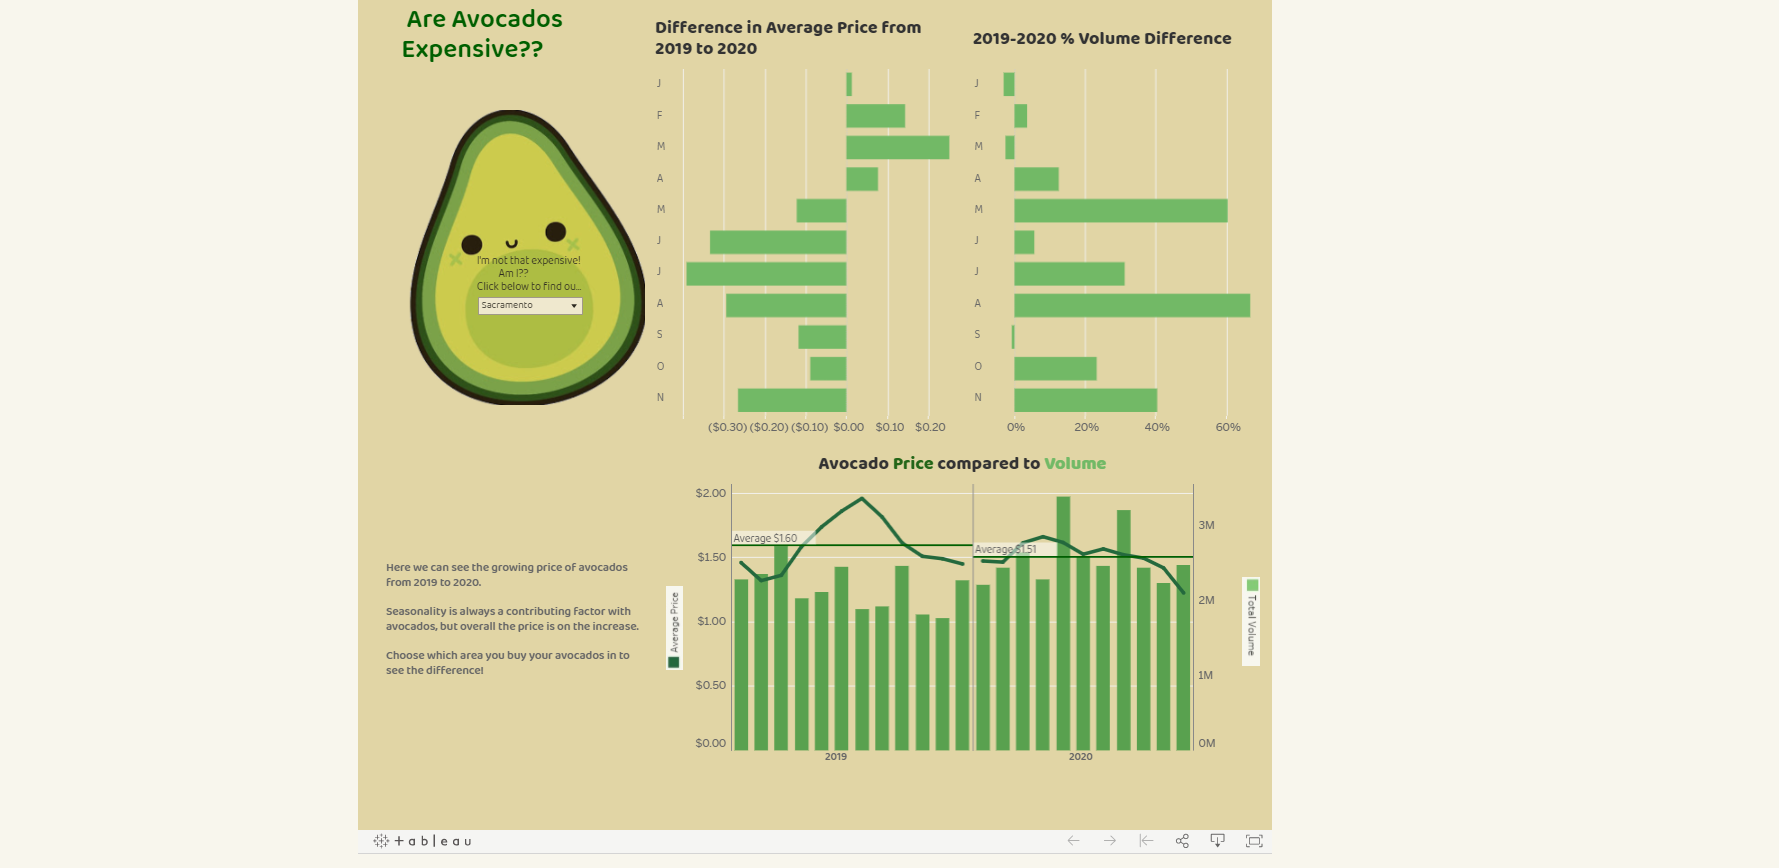 Are Avocados
Expensive??
Difference in Average Price from
2019 to 2020
2019-2020 % Volume Difference
J
F
M
A
M
J
J
A
S
O
N
($0.30) ($0.20) ($0.10) $0.00 $0.10 $0.20
J
F
M
A
M
J
J
A
S
O
N
0% 20% 40% 60%
I'm not that expensive!
Am I??
Click below to find ou...
Sacramento
Avocado Price compared to Volume
$2.00
$1.50
$1.00
$0.50
$0.00
Average Price
Average $1.60
Average $1.51
3M
2M
1M
0M
Total Volume
2019 2020
Here we can see the growing price of avocados
from 2019 to 2020.
Seasonality is always a contributing factor with
avocados, but overall the price is on the increase.
Choose which area you buy your avocados in to
see the difference!
+ a b l e a u